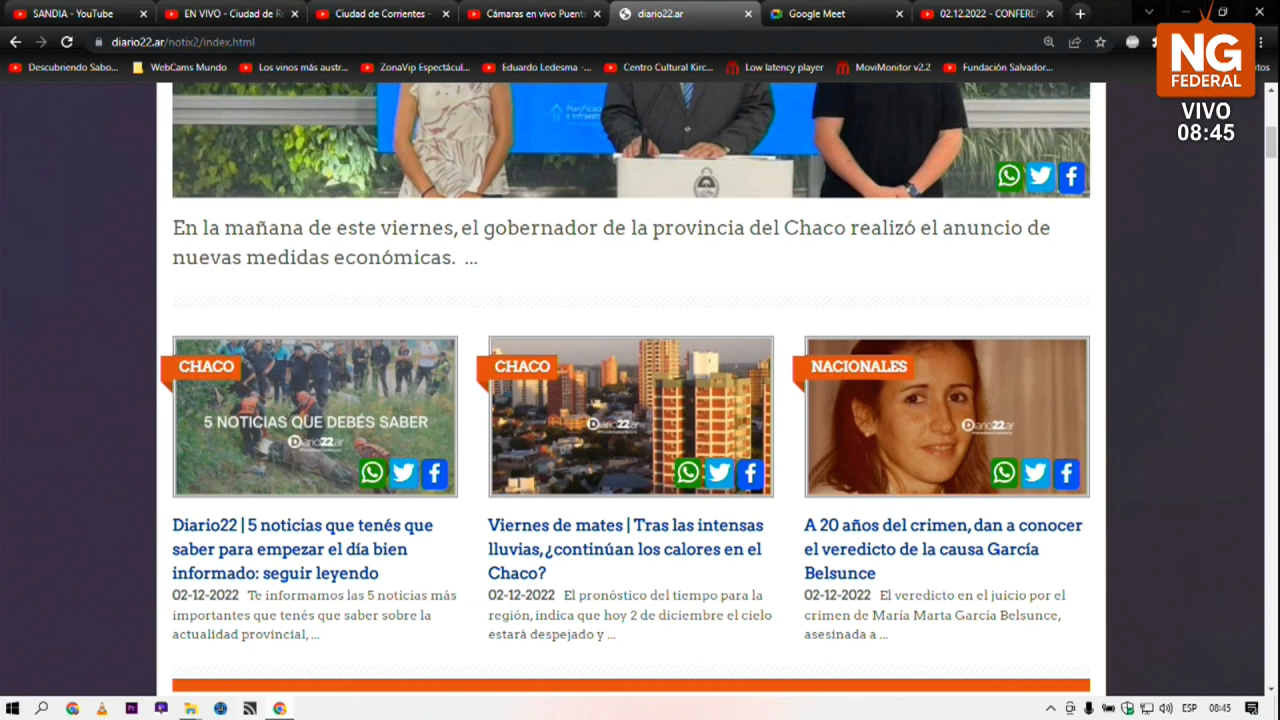 SANDIA - YouTube
EN VIVO - Ciudad de
Ciudad de Corrientes -
Cámaras en vivo Puent
diario22.ar
Google Meet
02.12.2022 - CONFEREN
diario22.ar/notix2/index.html
Descubriendo Sabo...
WebCams Mundo
Los vinos más austr...
ZonaVip Espectácul...
Eduardo Ledesma -...
Centro Cultural Kirc...
Low latency player
MoviMonitor v2.2
Fundación Salvador...
NG
FEDERAL
VIVO
08:45
En la mañana de este viernes, el gobernador de la provincia del Chaco realizó el anuncio de
nuevas medidas económicas. ...
CHACO
5 NOTICIAS QUE DEBÉS SABER
Diario22.ar
Diario22 | 5 noticias que tenés que
saber para empezar el día bien
informado: seguir leyendo
02-12-2022 Te informamos las 5 noticias más
importantes que tenés que saber sobre la
actualidad provincial, ...
CHACO
Diario22.ar
Viernes de mates | Tras las intensas
lluvias, ¿continúan los calores en el
Chaco?
02-12-2022 El pronóstico del tiempo para la
región, indica que hoy 2 de diciembre el cielo
estará despejado y ...
NACIONALES
Diario22.ar
A 20 años del crimen, dan a conocer
el veredicto de la causa García
Belsunce
02-12-2022 El veredicto en el juicio por el
crimen de María Marta García Belsunce,
asesinada a ...
ESP
08:45